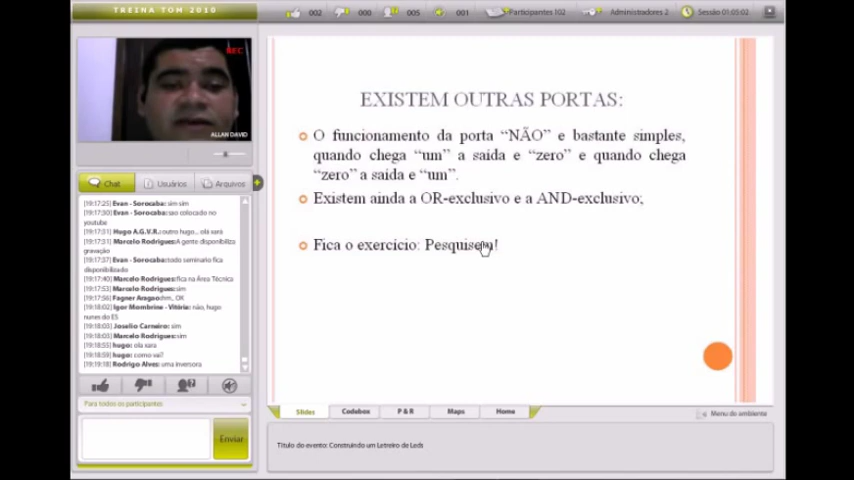 TREINA TOM 2010
002
000
005
001
Participantes 102
Administradores 2
Sessão 01:05:02
REC
ALLAN DAVID
Chat
Usuários
Arquivos
[19:17:25] Evan - Sorocaba: sim sim
[19:17:30] Evan - Sorocaba: sao colocado no
youtube
[19:17:31] Hugo A.G.V.R.: outro hugo... ola xara
[19:17:31] Marcelo Rodrigues: A gente disponibiliza
gravação
[19:17:37] Evan - Sorocaba: todo seminario fica
disponibilizado
[19:17:40] Marcelo Rodrigues: fica na Área Técnica
[19:17:53] Marcelo Rodrigues: Sim
[19:17:56] Fagner Aragao: hm.. OK
[19:18:02] Igor Mombrine - Vitória: não, hugo
nunes do ES
[19:18:03] Joselio Carneiro: sim
[19:18:03] Marcelo Rodrigues: sim
[19:18:55] hugo: ola xara
[19:18:59] hugo: como vai?
[19:19:18] Rodrigo Alves: uma inversora
Para todos os participantes
Enviar
EXISTEM OUTRAS PORTAS:
O funcionamento da porta “NÃO” e bastante simples,
quando chega “um” a saída e “zero” e quando chega
“zero” a saída e “um”.
Existem ainda a OR-exclusivo e a AND-exclusivo;
Fica o exercício: Pesquisem!
Slides
Codebox
P & R
Maps
Home
Menu do ambiente
Título do evento: Construindo um Letreiro de Leds